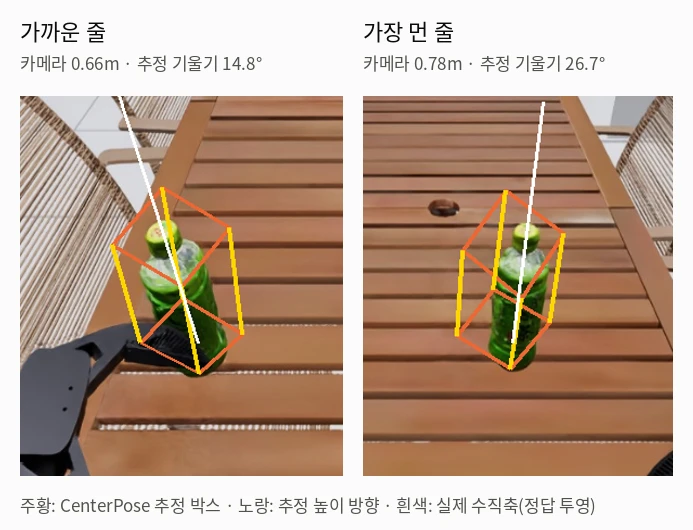 가까운 줄
카메라 0.66m · 추정 기울기 14.8°
가장 먼 줄
카메라 0.78m · 추정 기울기 26.7°
주황: CenterPose 추정 박스 · 노랑: 추정 높이 방향 · 흰색: 실제 수직축(정답 투영)